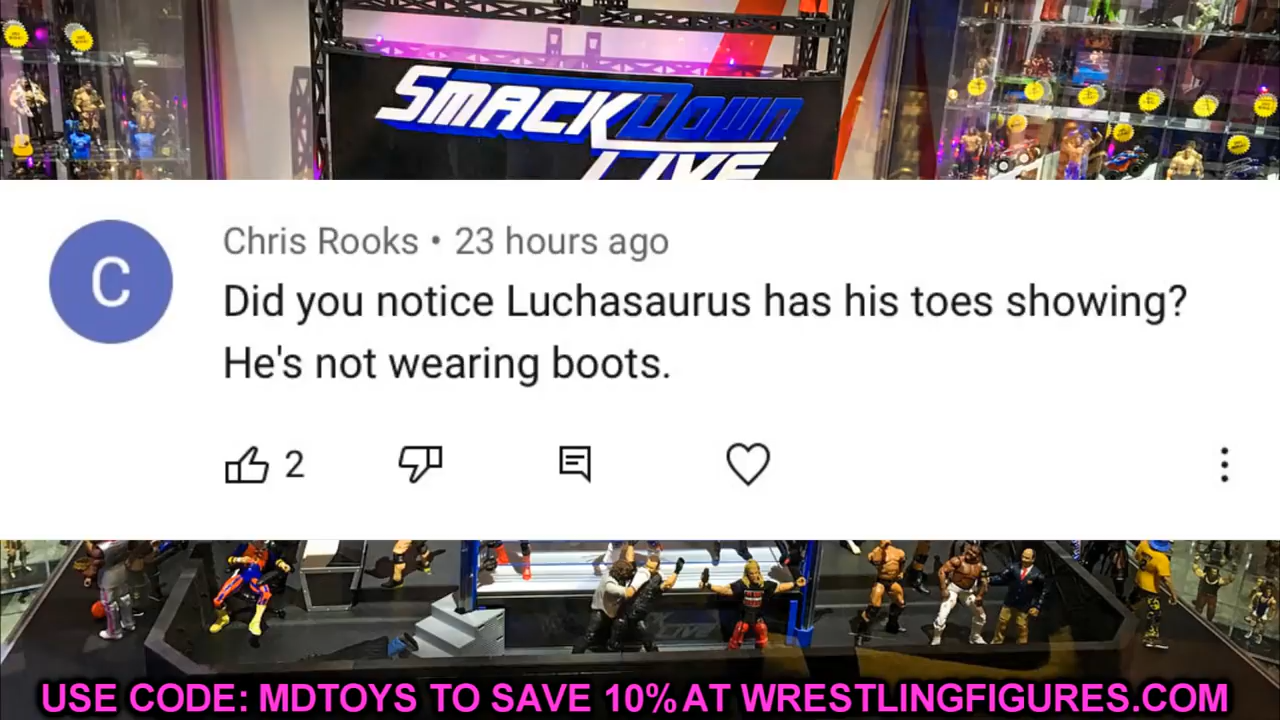 SMACKDOWN
LIVE
C
Chris Rooks • 23 hours ago
Did you notice Luchasaurus has his toes showing?
He's not wearing boots.
2
USE CODE: MDTOYS TO SAVE 10% AT WRESTLINGFIGURES.COM